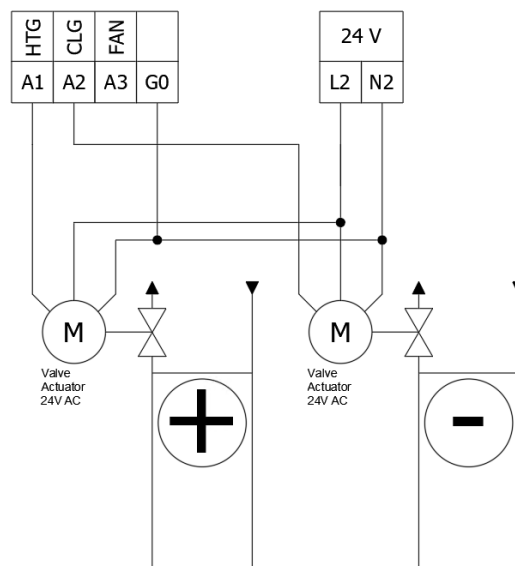 HTG CLG FAN 24 V
A1 A2 A3 G0 L2 N2
M M
Valve
Actuator
24V AC
Valve
Actuator
24V AC